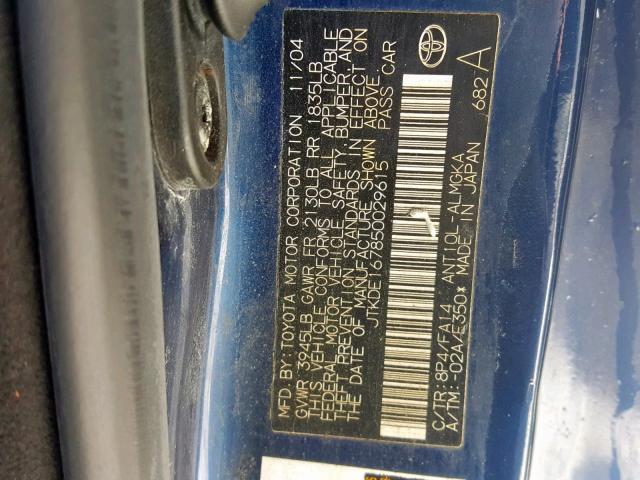 MFD. BY: TOYOTA MOTOR CORPORATION 11/04
GVWR 3945LB GAWR FR 2130LB RR 1835LB
THIS VEHICLE CONFORMS TO ALL APPLICABLE
FEDERAL MOTOR VEHICLE SAFETY, BUMPER, AND
THEFT PREVENTION STANDARDS IN EFFECT ON
THE DATE OF MANUFACTURE SHOWN ABOVE.
JTKDE167850029615 PASS CAR
C/TR: 8P4/FA14 ANT10L-ALMGKA
A/TM: -02A/E350* MADE IN JAPAN
682 A